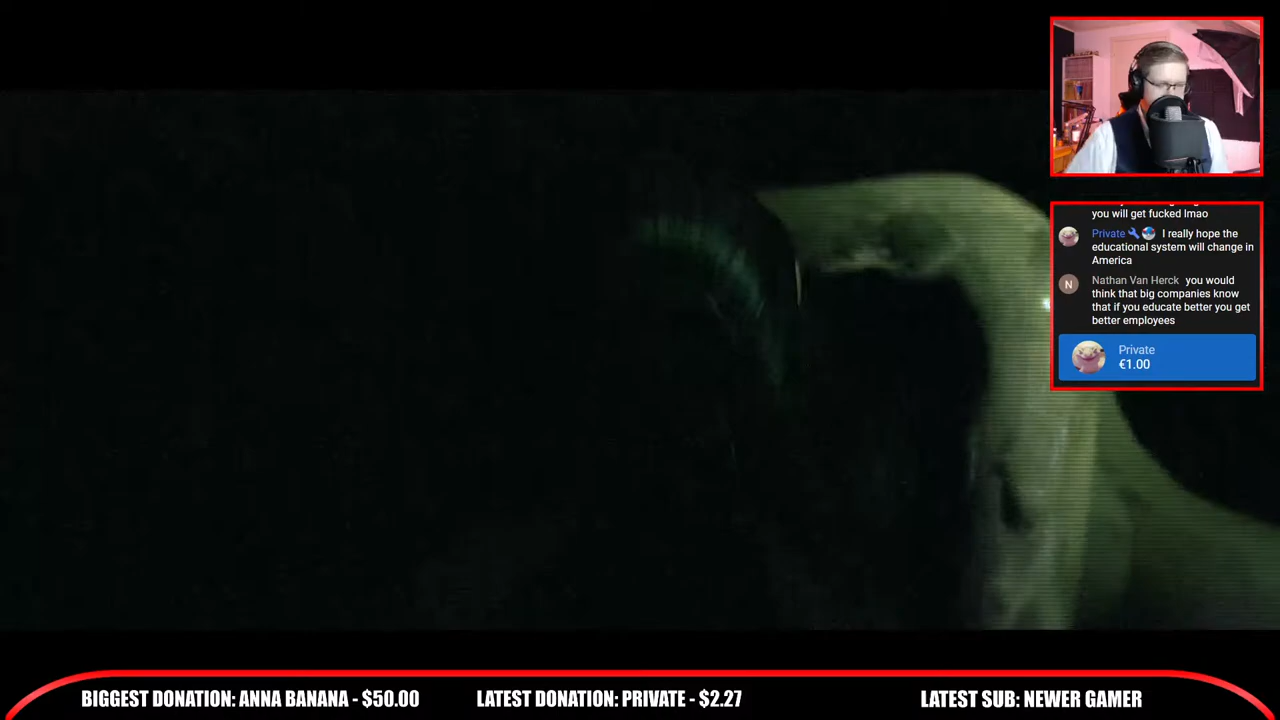 you will get fucked lmao
Private I really hope the
educational system will change in
America
N Nathan Van Herck you would
think that big companies know
that if you educate better you get
better employees
Private
€1.00
BIGGEST DONATION: ANNA BANANA - $50.00 LATEST DONATION: PRIVATE - $2.27 LATEST SUB: NEWER GAMER